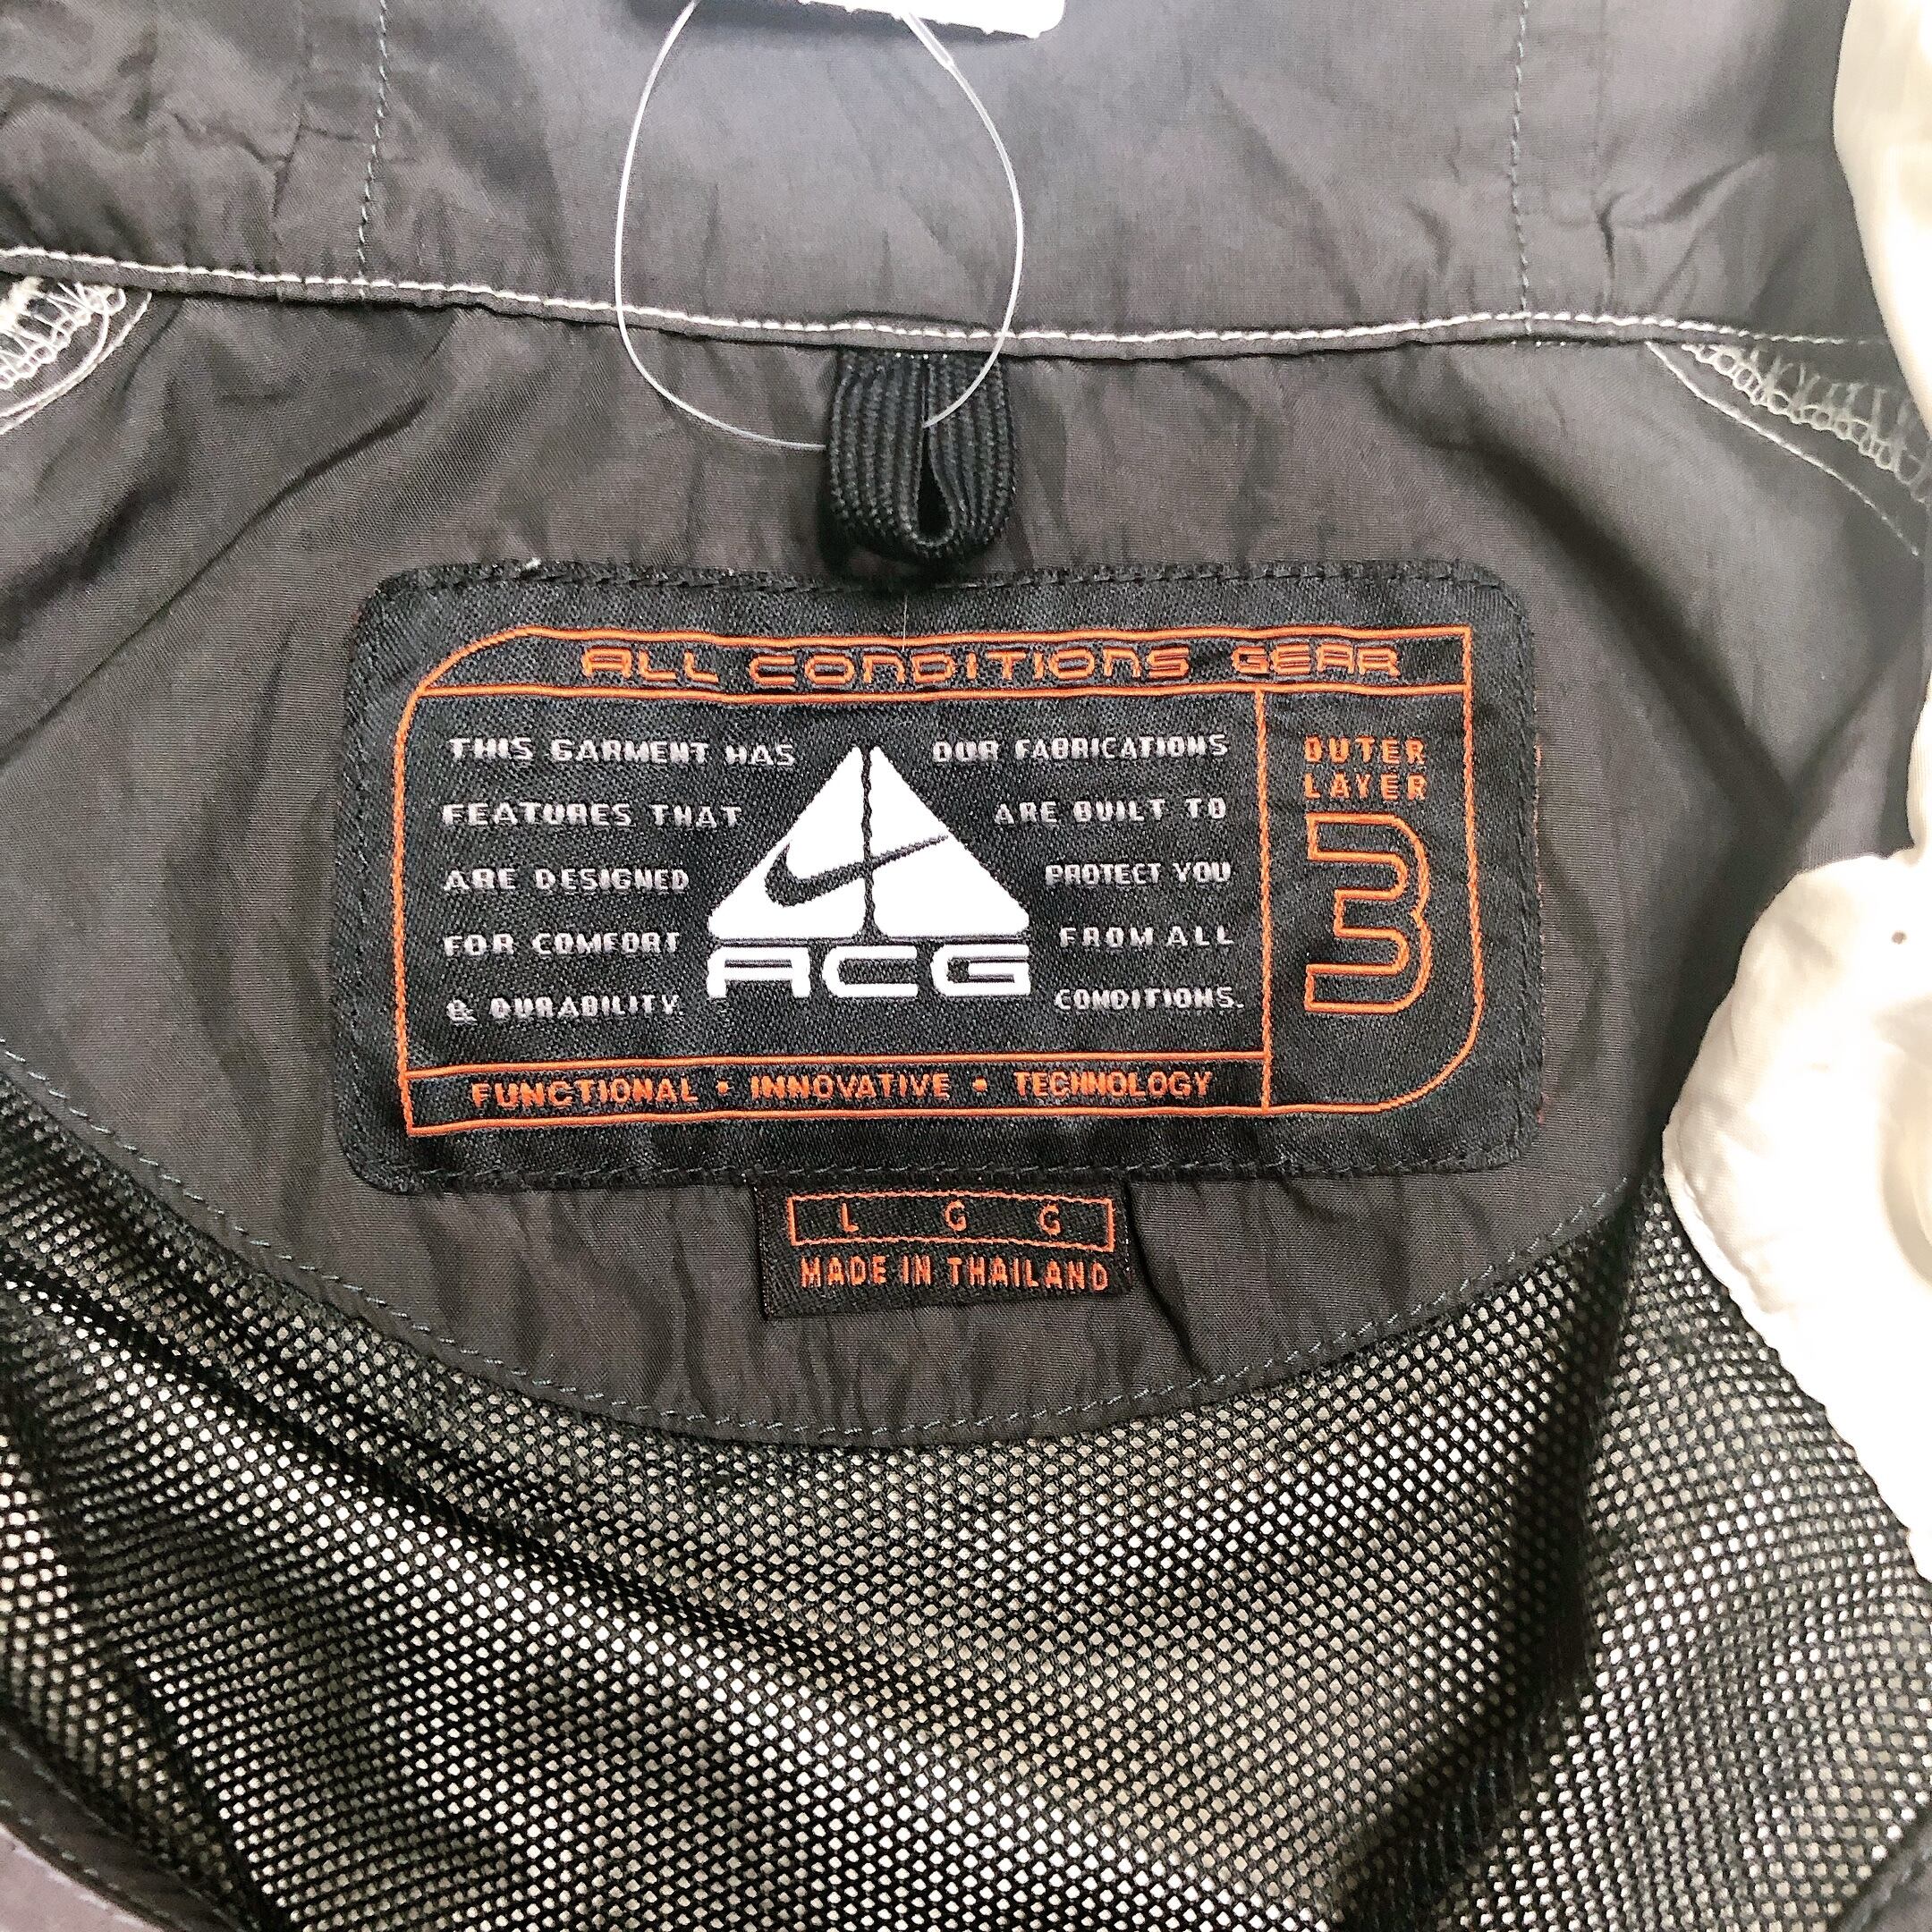 ALL CONDITIONS GEAR
THIS GARMENT HAS
FEATURES THAT
ARE DESIGNED
FOR COMFORT
& DURABILITY.
ACG
OUR FABRICATIONS
ARE BUILT TO
PROTECT YOU
FROM ALL
CONDITIONS.
OUTER
LAYER
3
FUNCTIONAL • INNOVATIVE • TECHNOLOGY
L G G
MADE IN THAILAND